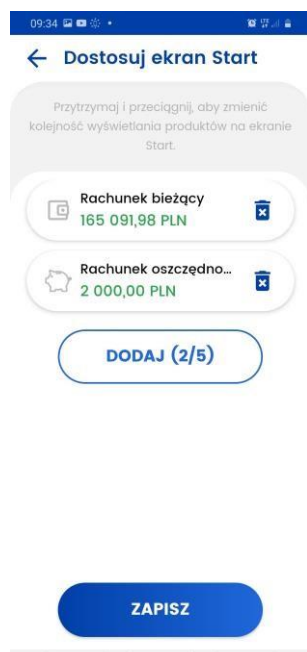 09:34
Dostosuj ekran Start
Przytrzymaj i przeciągnij, aby zmienić
kolejność wyświetlania produktów na ekranie
Start.
Rachunek bieżący
165 091,98 PLN
Rachunek oszczędno...
2 000,00 PLN
DODAJ (2/5)
ZAPISZ